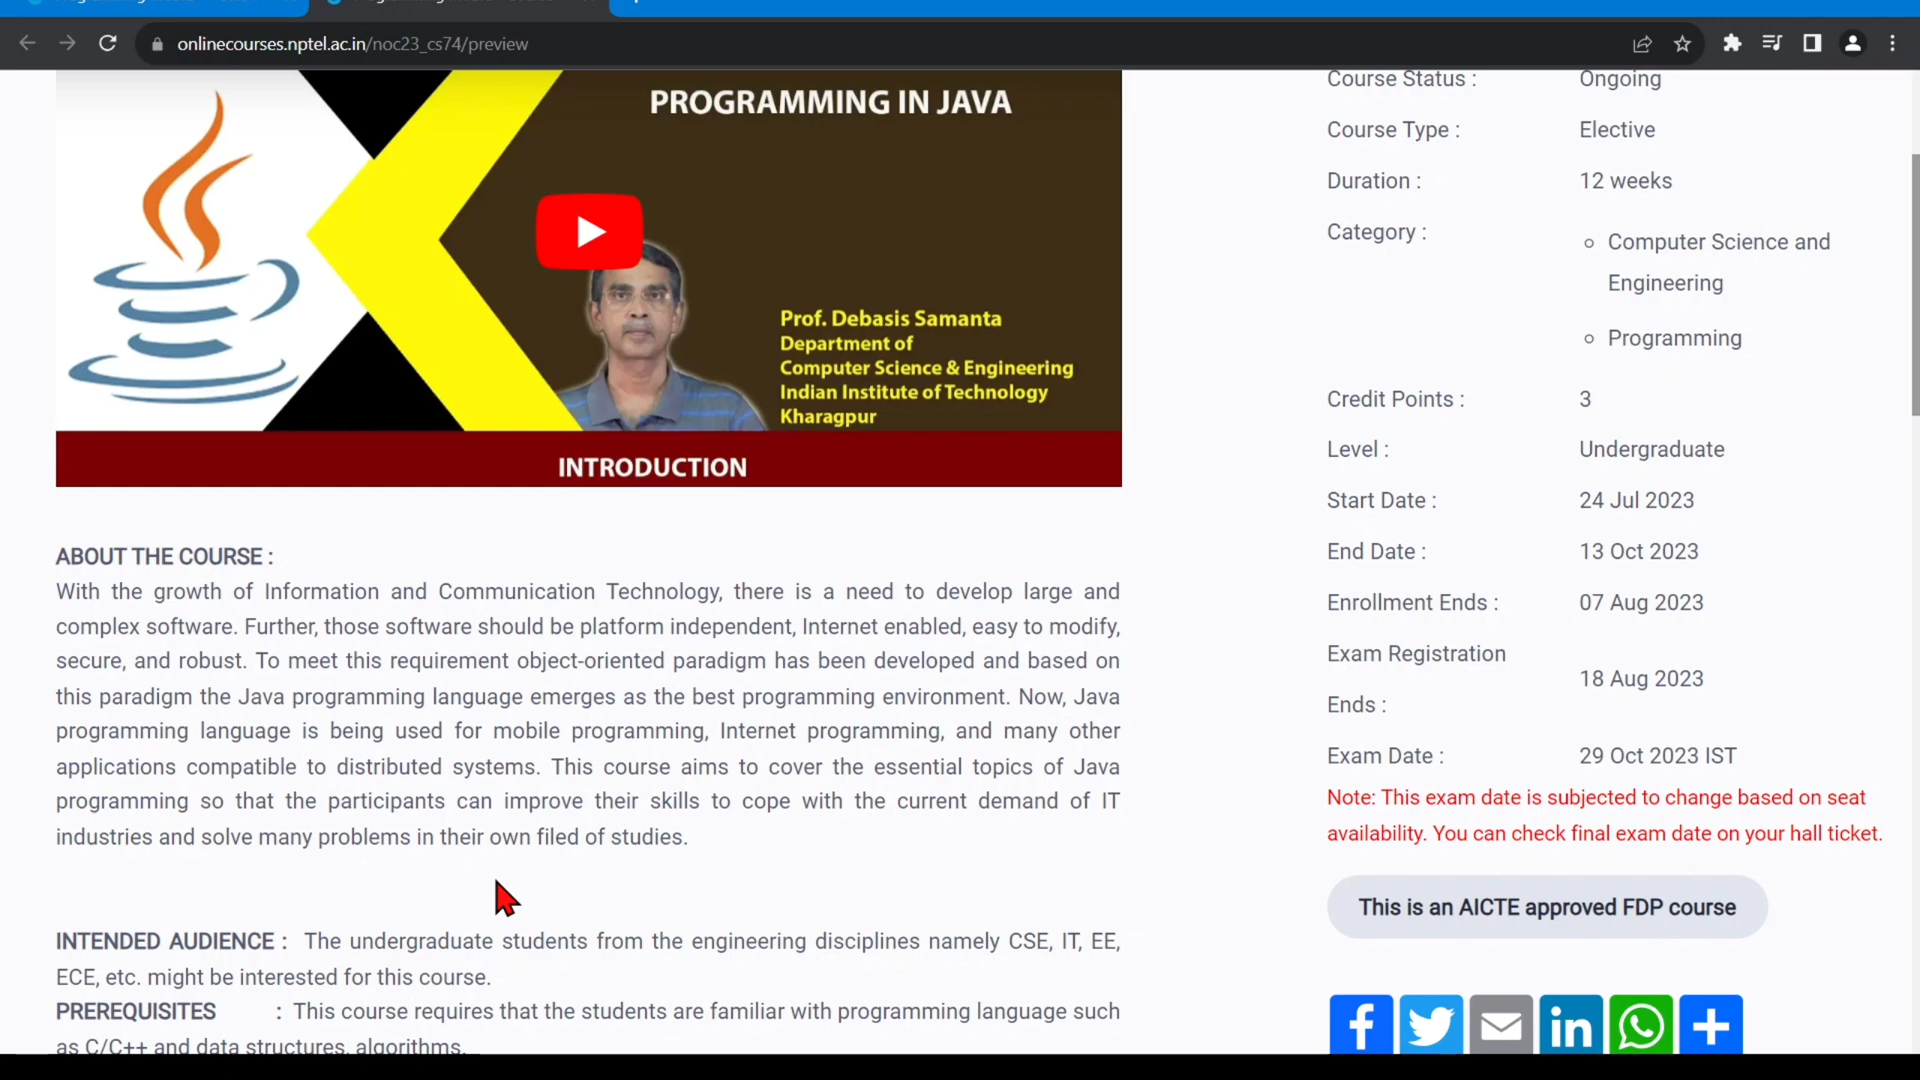 onlinecourses.nptel.ac.in/noc23_cs74/preview
PROGRAMMING IN JAVA
Prof. Debasis Samanta
Department of
Computer Science & Engineering
Indian Institute of Technology
Kharagpur
INTRODUCTION
ABOUT THE COURSE :
With the growth of Information and Communication Technology, there is a need to develop large and
complex software. Further, those software should be platform independent, Internet enabled, easy to modify,
secure, and robust. To meet this requirement object-oriented paradigm has been developed and based on
this paradigm the Java programming language emerges as the best programming environment. Now, Java
programming language is being used for mobile programming, Internet programming, and many other
applications compatible to distributed systems. This course aims to cover the essential topics of Java
programming so that the participants can improve their skills to cope with the current demand of IT
industries and solve many problems in their own filed of studies.
INTENDED AUDIENCE : The undergraduate students from the engineering disciplines namely CSE, IT, EE,
ECE, etc. might be interested for this course.
PREREQUISITES : This course requires that the students are familiar with programming language such
as C/C++ and data structures, algorithms.
Course Status : Ongoing
Course Type : Elective
Duration : 12 weeks
Category : Computer Science and
Engineering
Programming
Credit Points : 3
Level : Undergraduate
Start Date : 24 Jul 2023
End Date : 13 Oct 2023
Enrollment Ends : 07 Aug 2023
Exam Registration
Ends : 18 Aug 2023
Exam Date : 29 Oct 2023 IST
Note: This exam date is subjected to change based on seat
availability. You can check final exam date on your hall ticket.
This is an AICTE approved FDP course